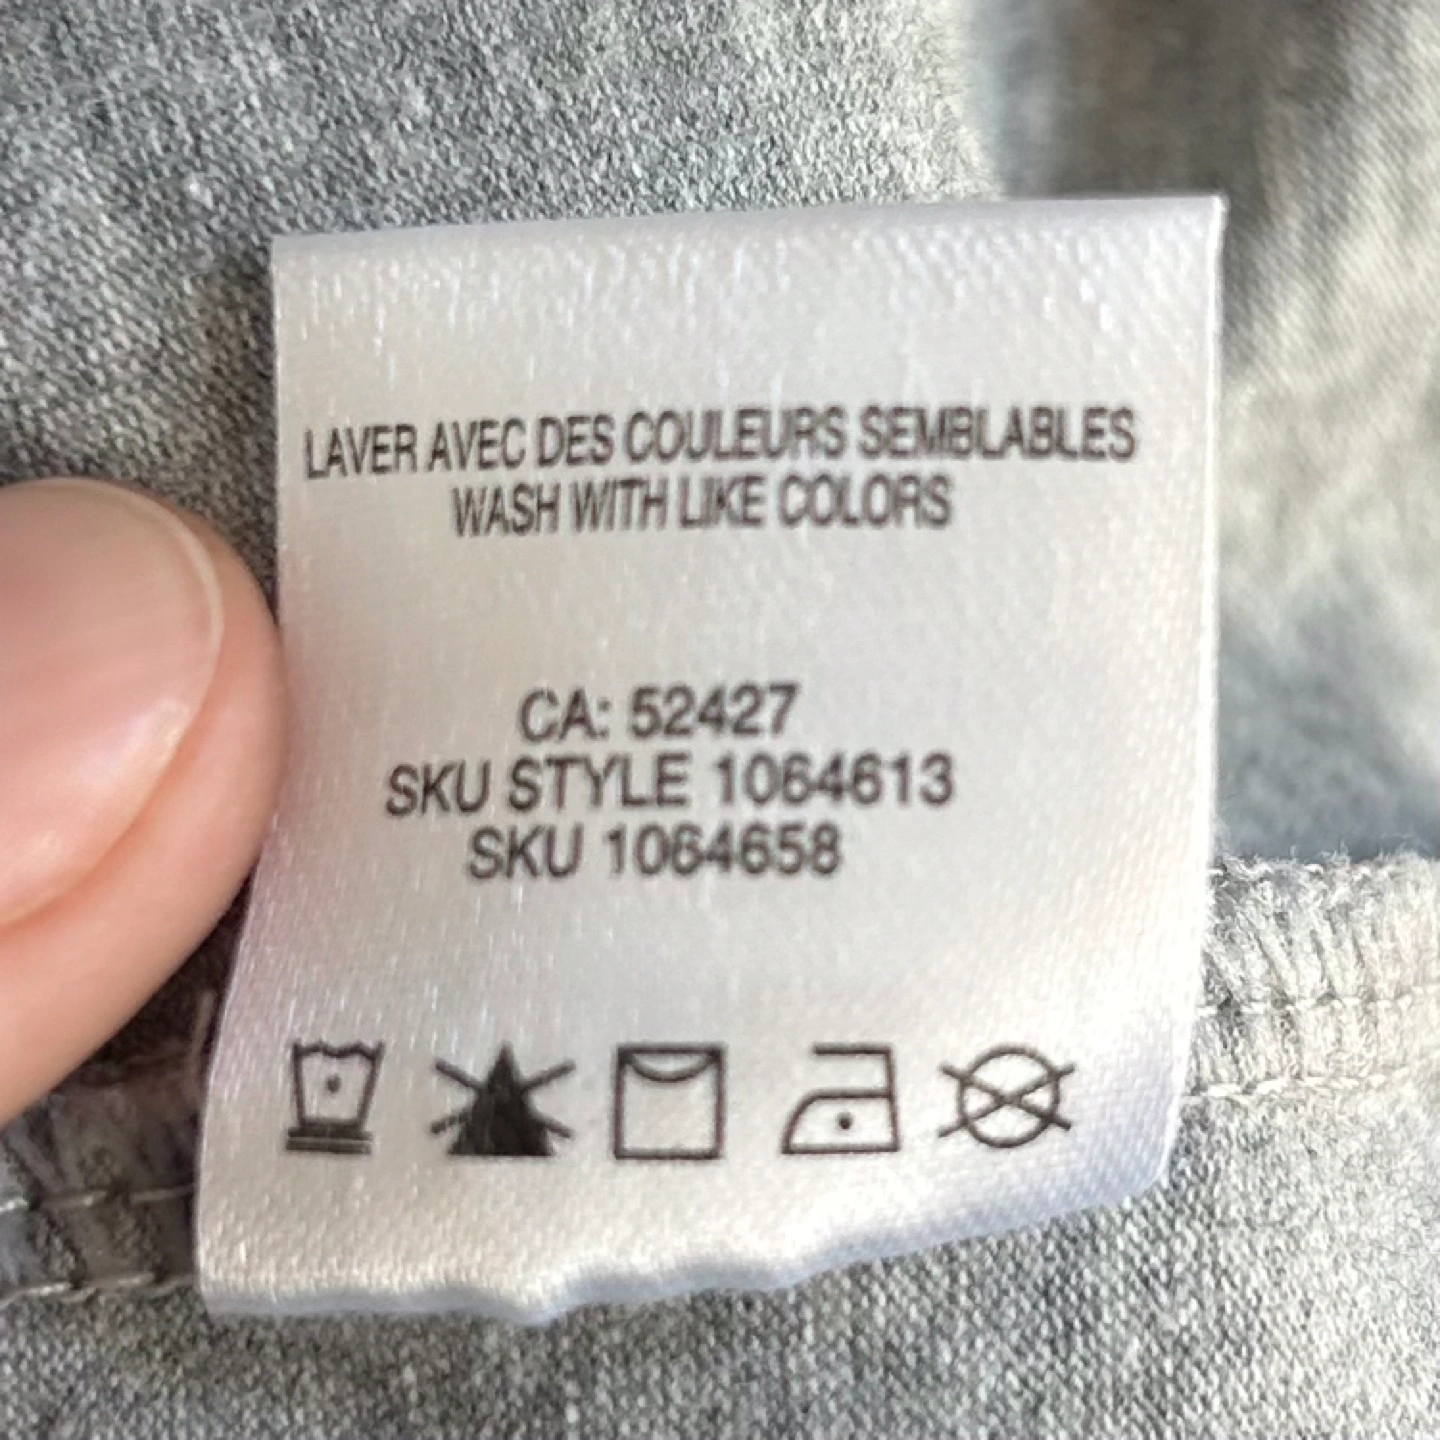 LAVER AVEC DES COULEURS SEMBLABLES
WASH WITH LIKE COLORS
CA: 52427
SKU STYLE 1064613
SKU 1064658